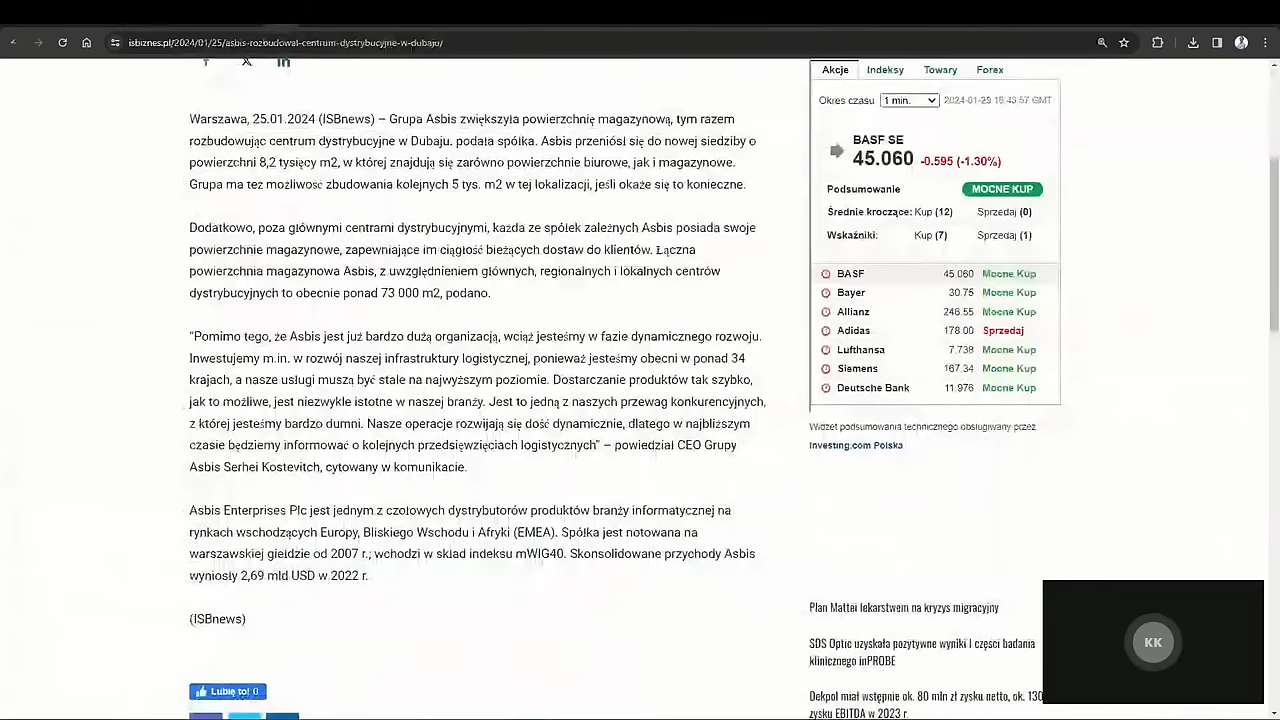 isbiznes.pl/2024/01/25/asbis-rozbudowal-centrum-dystrybucyjne-w-dubaju/
Warszawa, 25.01.2024 (ISBnews) – Grupa Asbis zwiększyła powierzchnię magazynową, tym razem
rozbudowując centrum dystrybucyjne w Dubaju. podała spółka. Asbis przeniósł się do nowej siedziby o
powierzchni 8,2 tysięcy m2, w której znajdują się zarówno powierzchnie biurowe, jak i magazynowe.
Grupa ma też możliwość zbudowania kolejnych 5 tys. m2 w tej lokalizacji, jeśli okaże się to konieczne.
Dodatkowo, poza głównymi centrami dystrybucyjnymi, każda ze spółek zależnych Asbis posiada swoje
powierzchnie magazynowe, zapewniające im ciągłość bieżących dostaw do klientów. Łączna
powierzchnia magazynowa Asbis, z uwzględnieniem głównych, regionalnych i lokalnych centrów
dystrybucyjnych to obecnie ponad 73 000 m2, podano.
“Pomimo tego, że Asbis jest już bardzo dużą organizacją, wciąż jesteśmy w fazie dynamicznego rozwoju.
Inwestujemy m.in. w rozwój naszej infrastruktury logistycznej, ponieważ jesteśmy obecni w ponad 34
krajach, a nasze usługi muszą być stale na najwyższym poziomie. Dostarczanie produktów tak szybko,
jak to możliwe, jest niezwykle istotne w naszej branży. Jest to jedną z naszych przewag konkurencyjnych,
z której jesteśmy bardzo dumni. Nasze operacje rozwijają się dość dynamicznie, dlatego w najbliższym
czasie będziemy informować o kolejnych przedsięwzięciach logistycznych” – powiedział CEO Grupy
Asbis Serhei Kostevitch, cytowany w komunikacie.
Asbis Enterprises Plc jest jednym z czołowych dystrybutorów produktów branży informatycznej na
rynkach wschodzących Europy, Bliskiego Wschodu i Afryki (EMEA). Spółka jest notowana na
warszawskiej giełdzie od 2007 r.; wchodzi w skład indeksu mWIG40. Skonsolidowane przychody Asbis
wyniosły 2,69 mld USD w 2022 r.
(ISBnews)
Lubię to! 0
Akcje Indeksy Towary Forex
Okres czasu 1 min. 2024-01-29 16:43:57 GMT
BASF SE
45.060 -0.595 (-1.30%)
Podsumowanie MOCNE KUP
Średnie kroczące: Kup (12) Sprzedaj (0)
Wskaźniki: Kup (7) Sprzedaj (1)
BASF 45.060 Mocne Kup
Bayer 30.75 Mocne Kup
Allianz 246.55 Mocne Kup
Adidas 178.00 Sprzedaj
Lufthansa 7.738 Mocne Kup
Siemens 167.34 Mocne Kup
Deutsche Bank 11.976 Mocne Kup
Widżet podsumowania technicznego obsługiwany przez
Investing.com Polska
Plan Mattei lekarstwem na kryzys migracyjny
SDS Optic uzyskała pozytywne wyniki I części badania
klinicznego inPROBE
Dekpol miał wstępnie ok. 80 mln zł zysku netto, ok. 130
zysku EBITDA w 2023 r.
KK